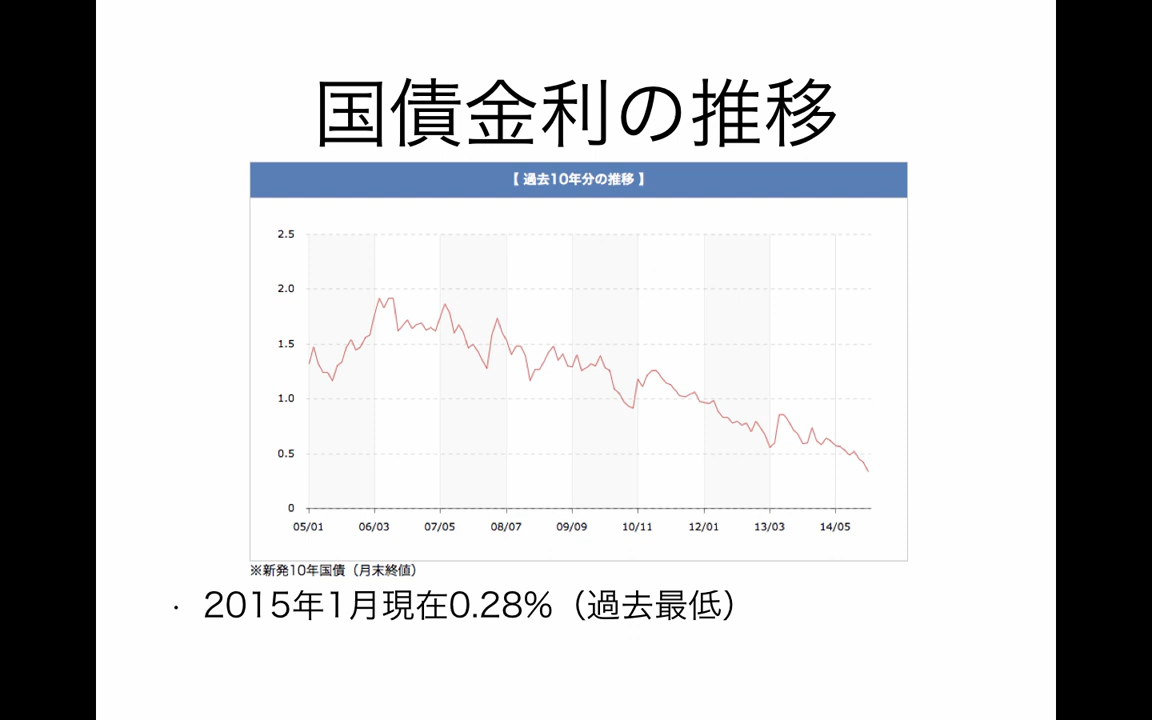 国債金利の推移
【 過去10年分の推移 】
2.5
2.0
1.5
1.0
0.5
0
05/01 06/03 07/05 08/07 09/09 10/11 12/01 13/03 14/05
※新発10年国債（月末終値）
・ 2015年1月現在0.28%（過去最低）